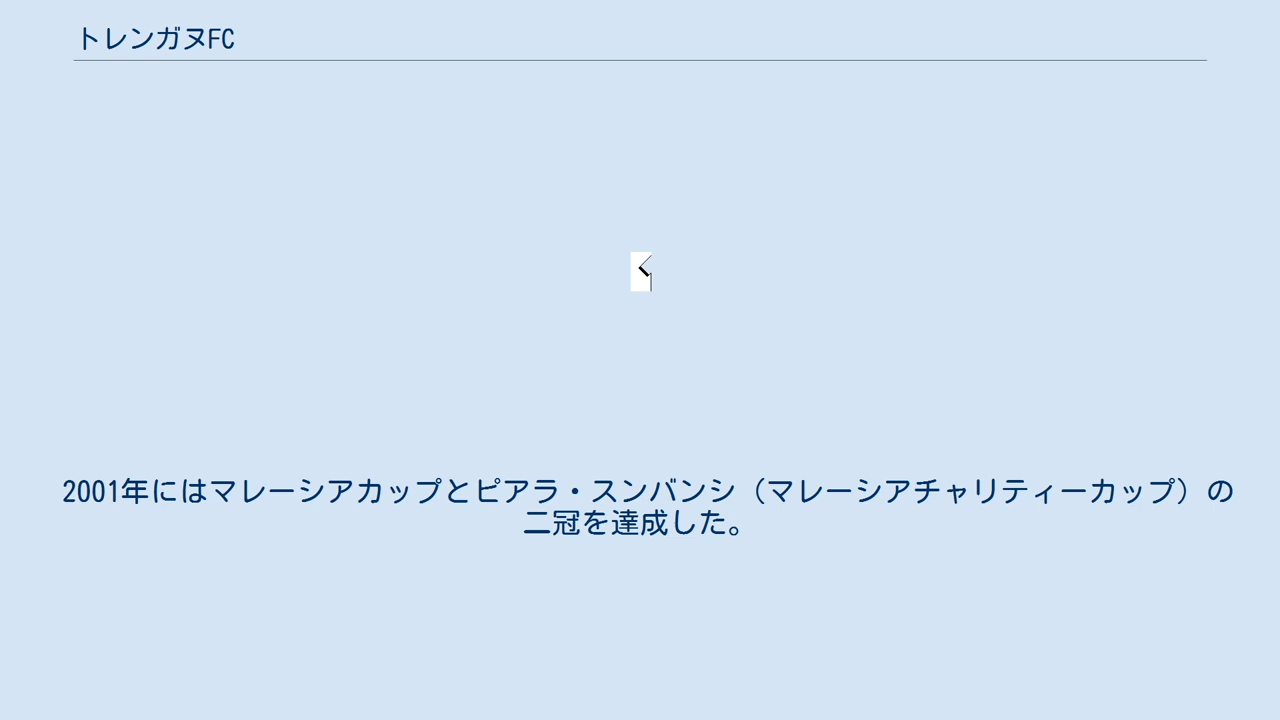 トレンガヌFC
2001年にはマレーシアカップとピアラ・スンバンシ（マレーシアチャリティーカップ）の
二冠を達成した。